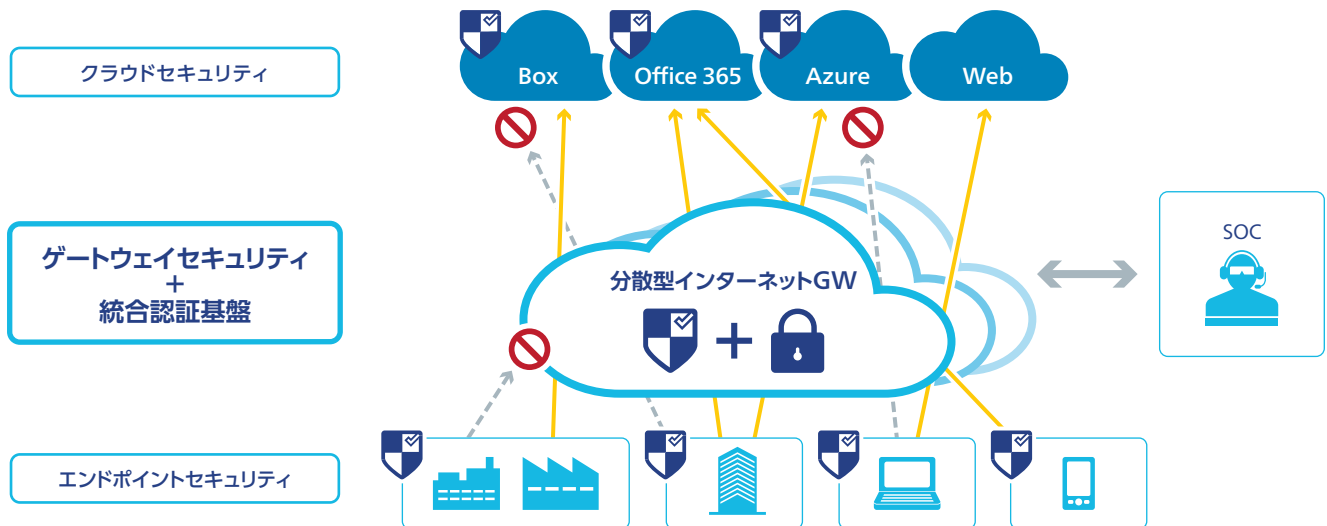 クラウドセキュリティ
Box
Office 365
Azure
Web
ゲートウェイセキュリティ
+
統合認証基盤
分散型インターネットGW
+
SOC
エンドポイントセキュリティ